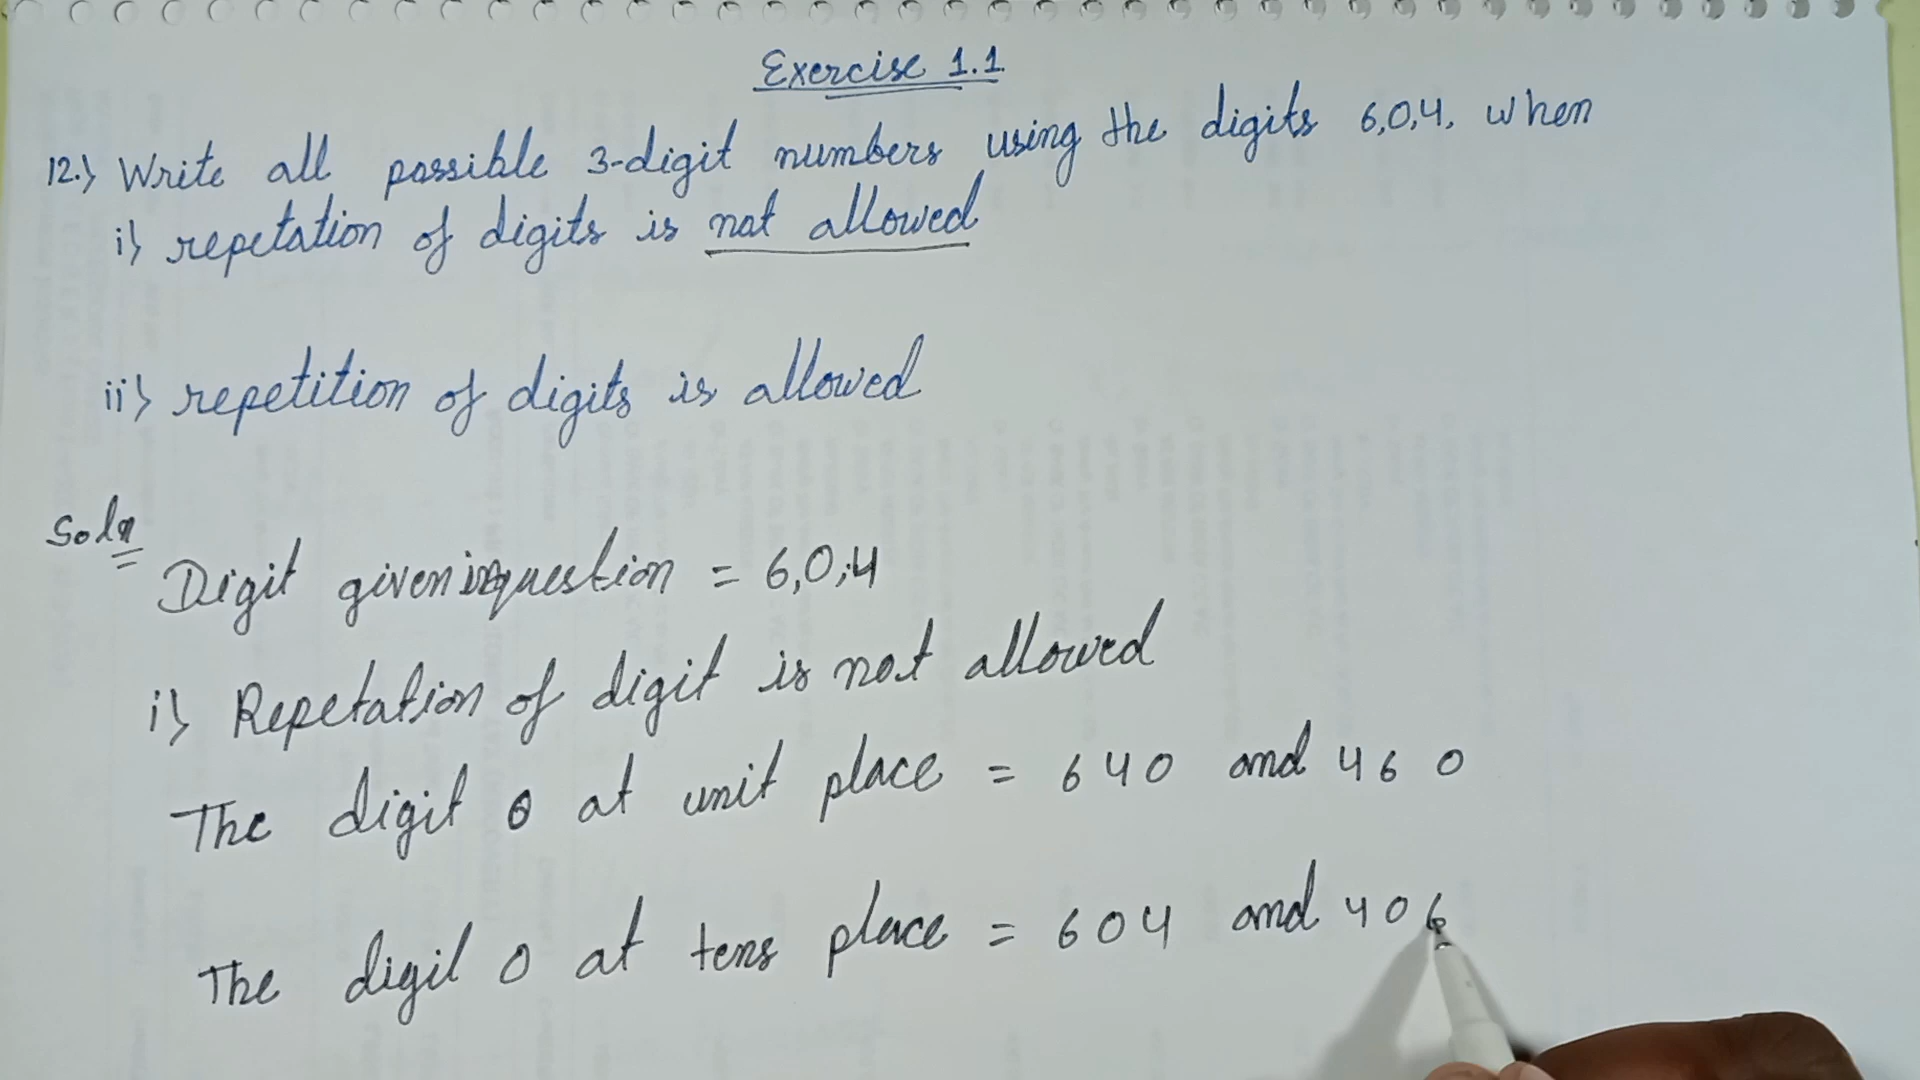 Exercise 1.1
12.) Write all possible 3-digit numbers using the digits 6,0,4, when
i) repetation of digits is not allowed
ii) repetition of digits is allowed
Soln
Digit given in question = 6,0,4
i) Repetation of digit is not allowed
The digit 0 at unit place = 640 and 460
The digit 0 at tens place = 604 and 406